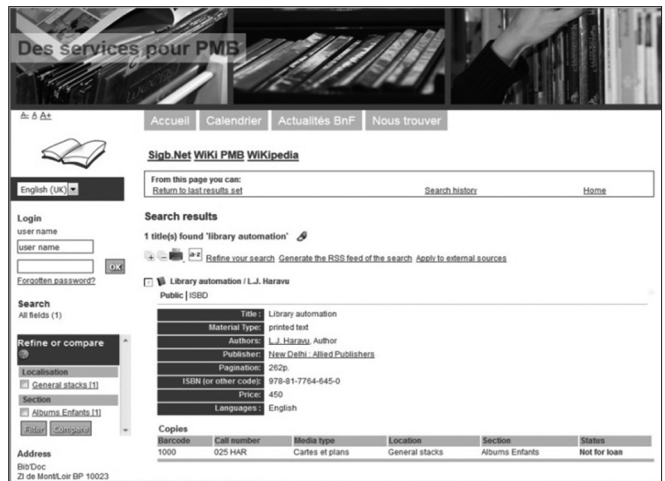 Des services pour PMB
A- A A+
Accueil Calendrier Actualités BnF Nous trouver
Sigb.Net WiKi PMB WiKipedia
English (UK)
From this page you can:
Return to last results set Search history Home
Login
user name
user name
OK
Forgotten password?
Search
All fields (1)
Refine or compare
Localisation
General stacks [1]
Section
Albums Enfants [1]
Filter Compare
Address
Bib'Doc
ZI de Mont/Loir BP 10023
Search results
1 title(s) found 'library automation'
Refine your search Generate the RSS feed of the search Apply to external sources
Library automation / L.J. Haravu
Public ISBD
Title : Library automation
Material Type: printed text
Authors: L.J. Haravu, Author
Publisher: New Delhi : Allied Publishers
Pagination: 262p.
ISBN (or other code): 978-81-7764-645-0
Price: 450
Languages : English
Copies
Barcode Call number Media type Location Section Status
1000 025 HAR Cartes et plans General stacks Albums Enfants Not for loan